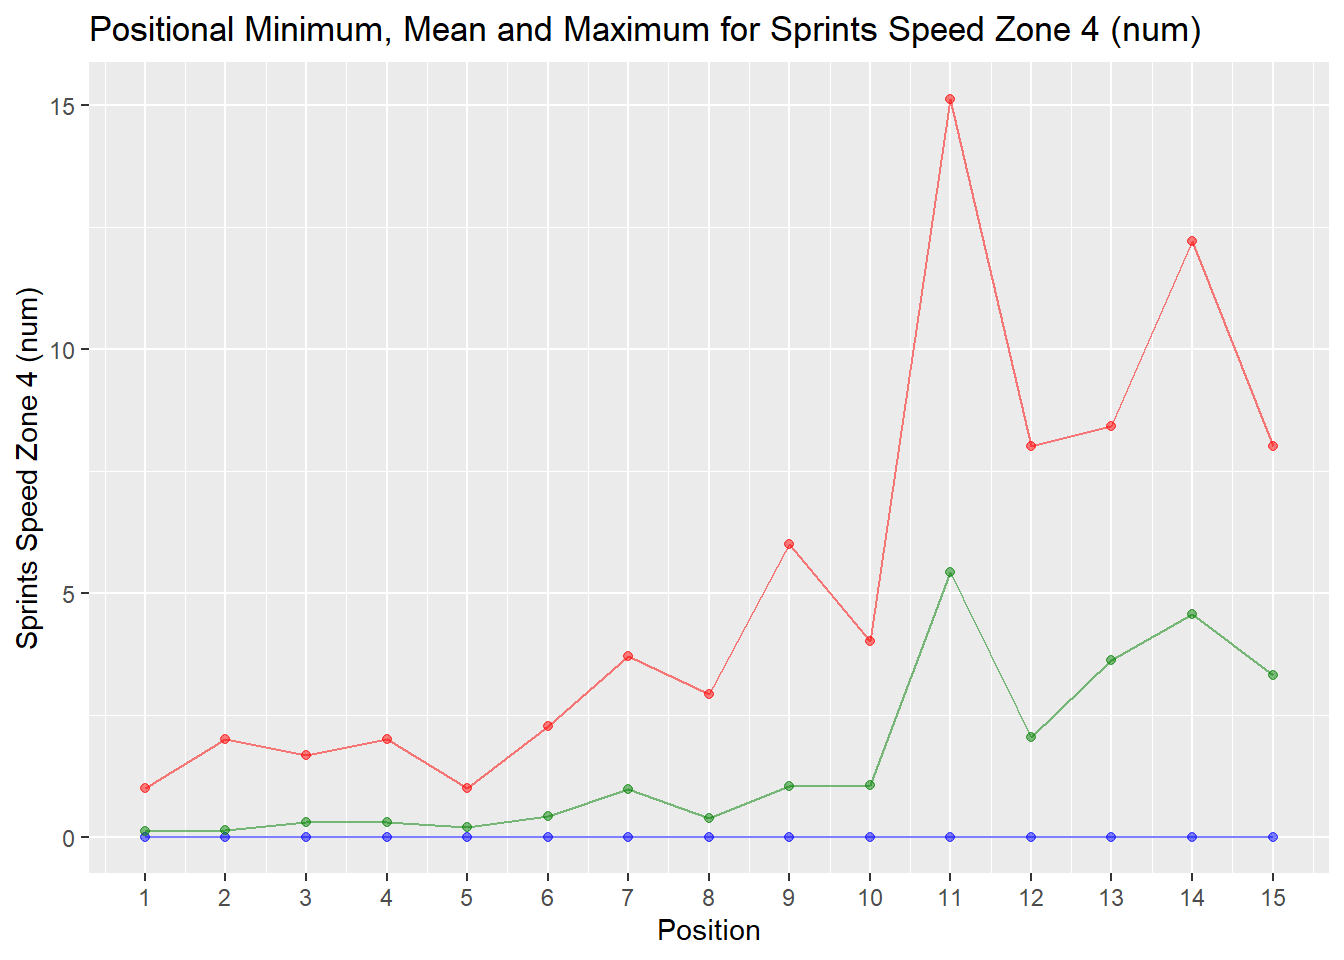 Positional Minimum, Mean and Maximum for Sprints Speed Zone 4 (num)
Sprints Speed Zone 4 (num)
15
10
5
0
1 2 3 4 5 6 7 8 9 10 11 12 13 14 15
Position